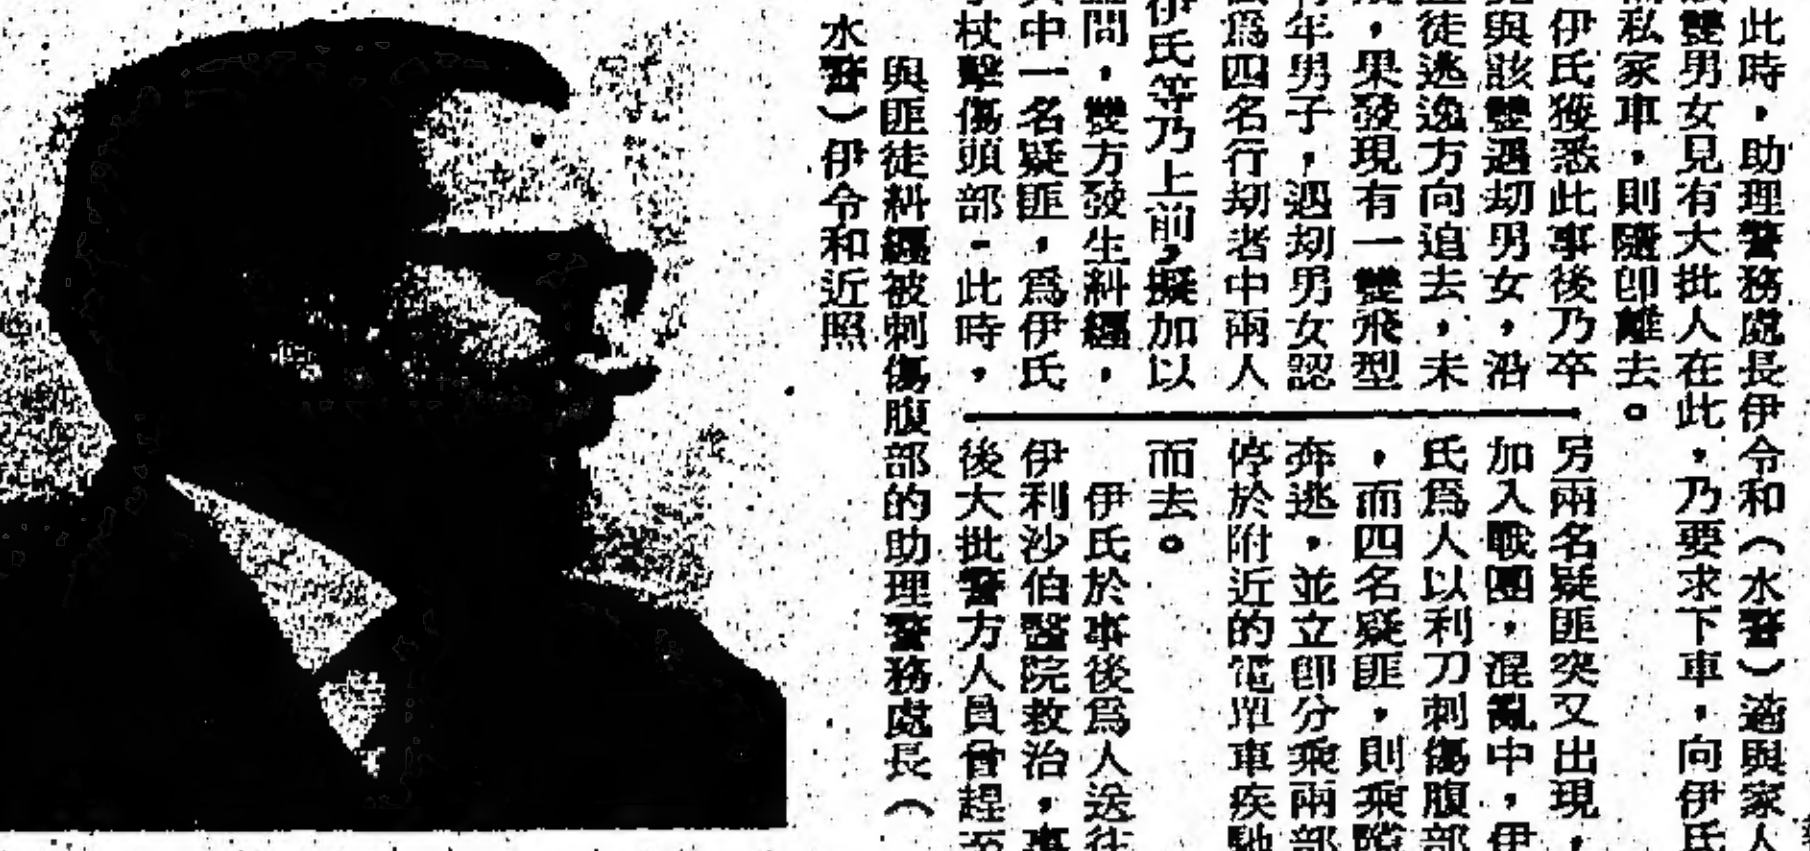 此時，助理警務處長伊令和（水警）適與家人
雙男女見有大批人在此，乃要求下車，向伊氏
私家車，則隨即離去。
伊氏獲悉此事後乃卒
與該雙遇劫男女，沿
徒逃逸方向追去，未
，果發現有一雙飛型
年男子，遇劫男女認
爲四名行劫者中兩人
伊氏等乃上前，擬加以
問，雙方發生糾纏，
中一名疑匪，爲伊氏
杖擊傷頭部。此時，
另兩名疑匪突又出現，
加入戰團，混亂中，伊
氏爲人以利刀刺傷腹部
，而四名疑匪，則乘隙
奔逃，並立即分乘兩部
停於附近的電單車疾馳
而去。
伊氏於事後爲人送往
伊利沙伯醫院救治，事
後大批警方人員曾趕至
與匪徒糾纏被刺傷腹部的助理警務處長（
水警）伊令和近照